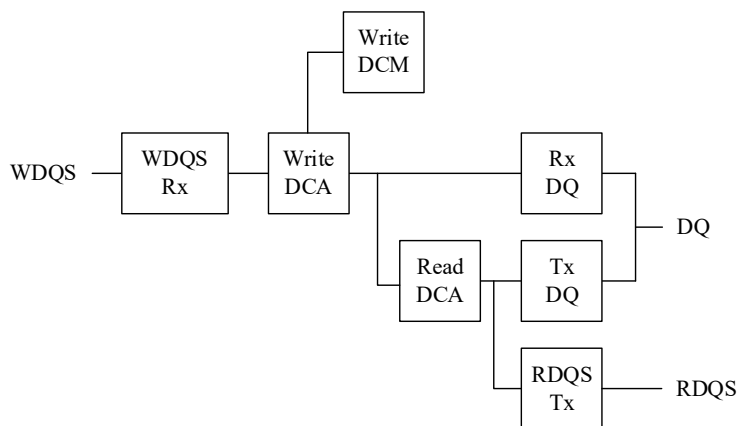 Write
DCM
WDQS
WDQS
Rx
Write
DCA
Rx
DQ
DQ
Read
DCA
Tx
DQ
RDQS
Tx
RDQS